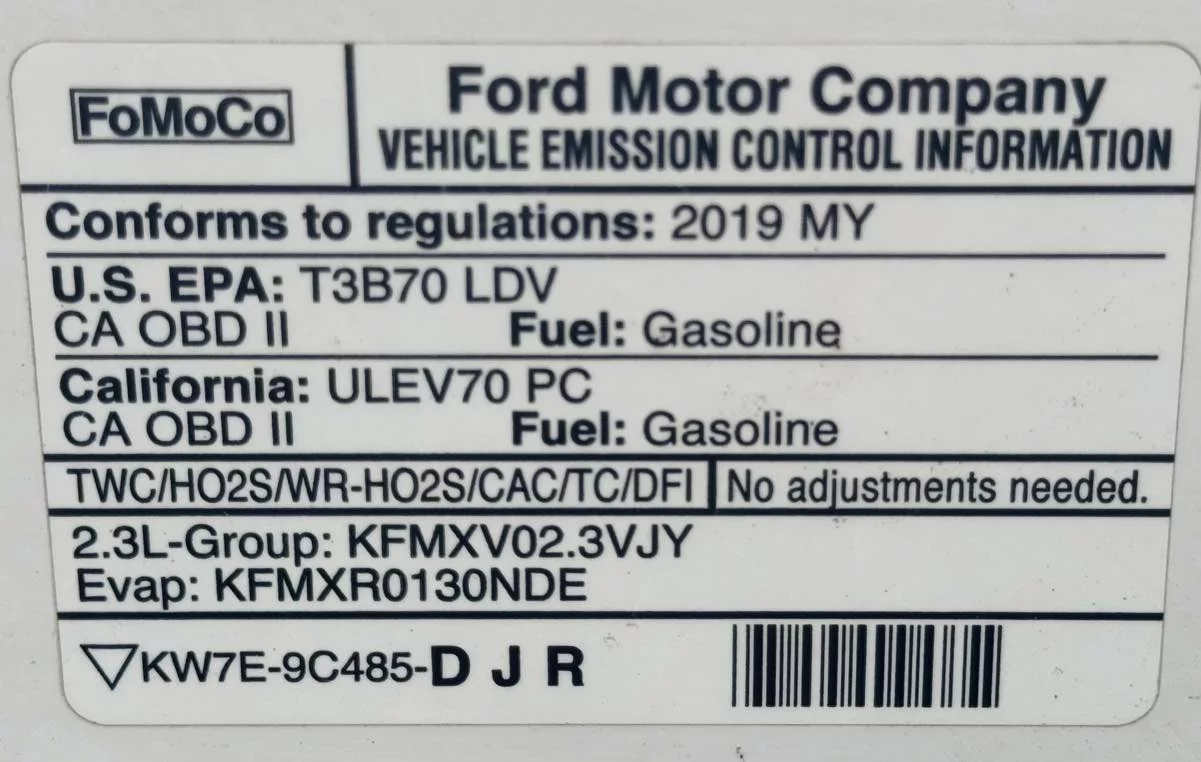 FoMoCo
Ford Motor Company
VEHICLE EMISSION CONTROL INFORMATION
Conforms to regulations: 2019 MY
U.S. EPA: T3B70 LDV
CA OBD II Fuel: Gasoline
California: ULEV70 PC
CA OBD II Fuel: Gasoline
TWC/HO2S/WR-HO2S/CAC/TC/DFI No adjustments needed.
2.3L-Group: KFMXV02.3VJY
Evap: KFMXR0130NDE
KW7E-9C485-D J R